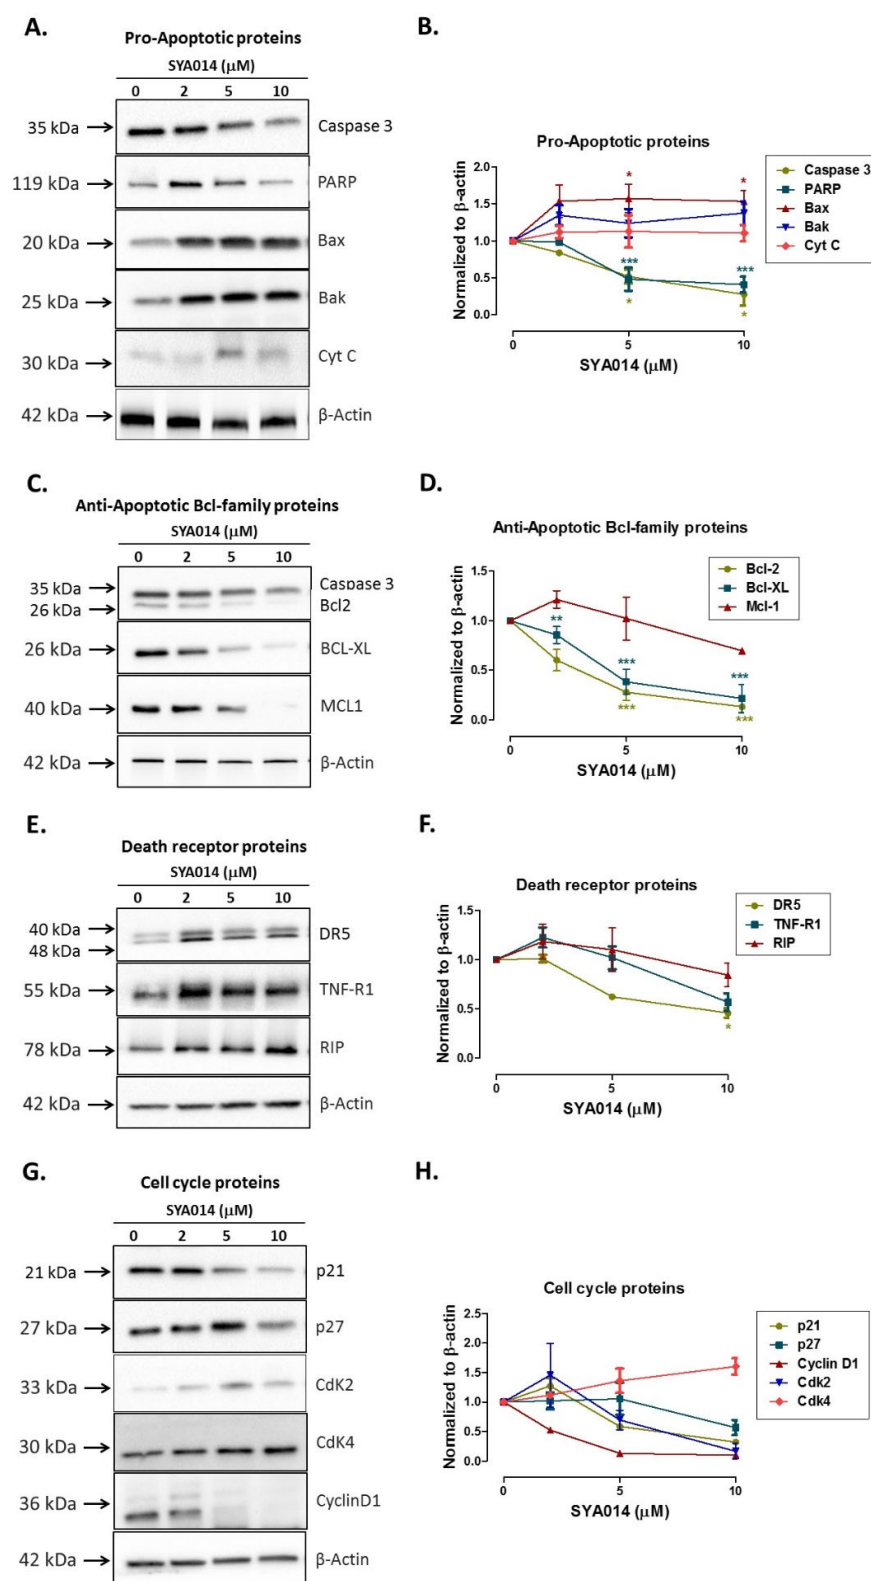 A.
Pro-Apoptotic proteins
SYA014 (μM)
0 2 5 10
35 kDa Caspase 3
119 kDa PARP
20 kDa Bax
25 kDa Bak
30 kDa Cyt C
42 kDa β-Actin
B.
Pro-Apoptotic proteins
Normalized to β-actin
2.0
1.5
1.0
0.5
0.0
* *
*** ***
* *
0 5 10
SYA014 (μM)
Caspase 3
PARP
Bax
Bak
Cyt C
C.
Anti-Apoptotic Bcl-family proteins
SYA014 (μM)
0 2 5 10
35 kDa Caspase 3
26 kDa Bcl2
26 kDa BCL-XL
40 kDa MCL1
42 kDa β-Actin
D.
Anti-Apoptotic Bcl-family proteins
Normalized to β-actin
1.5
1.0
0.5
0.0
**
*** ***
*** ***
0 5 10
SYA014 (μM)
Bcl-2
Bcl-XL
Mcl-1
E.
Death receptor proteins
SYA014 (μM)
0 2 5 10
40 kDa
48 kDa DR5
55 kDa TNF-R1
78 kDa RIP
42 kDa β-Actin
F.
Death receptor proteins
Normalized to β-actin
1.5
1.0
0.5
0.0
*
0 5 10
SYA014 (μM)
DR5
TNF-R1
RIP
G.
Cell cycle proteins
SYA014 (μM)
0 2 5 10
21 kDa p21
27 kDa p27
33 kDa CdK2
30 kDa CdK4
36 kDa CyclinD1
42 kDa β-Actin
H.
Cell cycle proteins
Normalized to β-actin
2.5
2.0
1.5
1.0
0.5
0.0
0 5 10
SYA014 (μM)
p21
p27
Cyclin D1
Cdk2
Cdk4